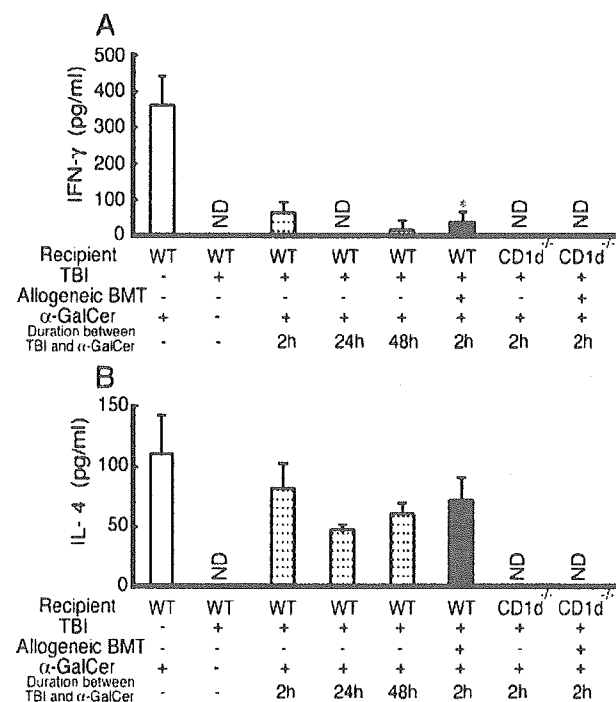 A
IFN-γ (pg/ml)
500
400
300
200
100
0
ND ND * ND ND
Recipient WT WT WT WT WT WT CD1d-/- CD1d-/-
TBI - + + + + + + +
Allogeneic BMT - - - - - + - +
α-GalCer + - + + + + + +
Duration between
TBI and α-GalCer - - 2h 24h 48h 2h 2h 2h
B
IL-4 (pg/ml)
150
100
50
0
ND ND ND
Recipient WT WT WT WT WT WT CD1d-/- CD1d-/-
TBI - + + + + + + +
Allogeneic BMT - - - - - + - +
α-GalCer + - + + + + + +
Duration between
TBI and α-GalCer - - 2h 24h 48h 2h 2h 2h